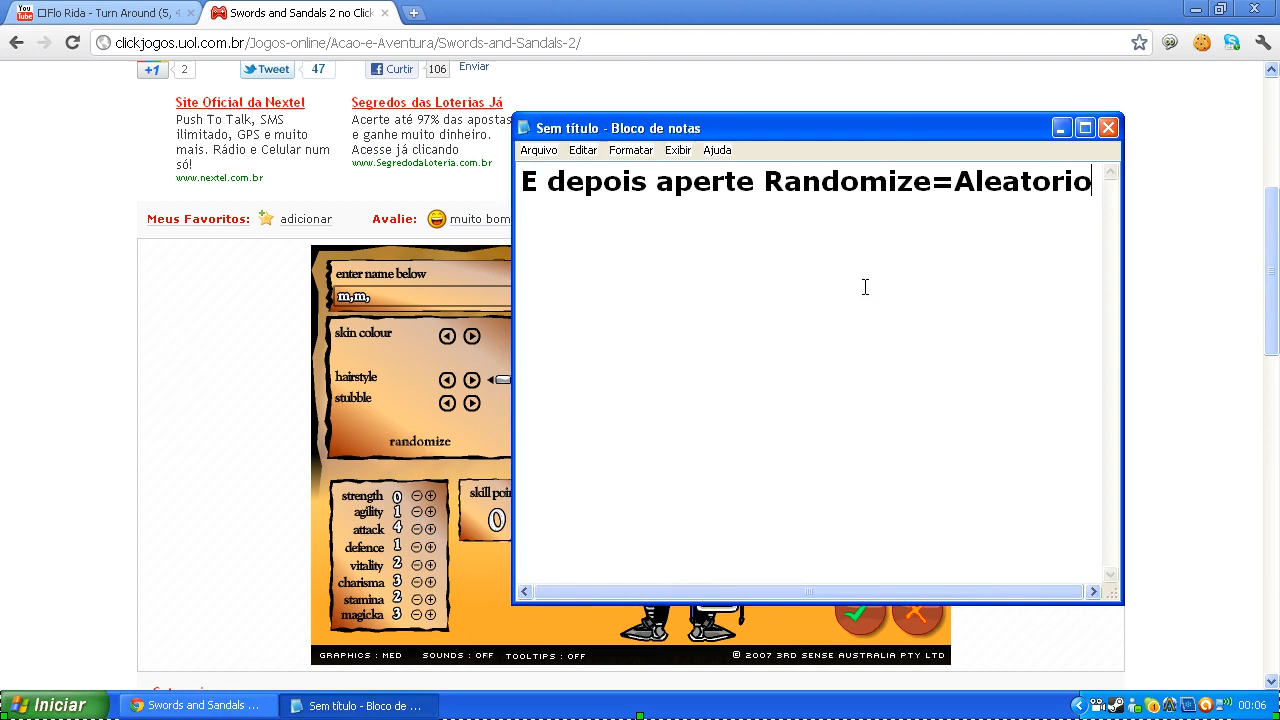 Flo Rida - Turn Around (5, 4
Swords and Sandals 2 no Click
clickjogos.uol.com.br/Jogos-online/Acao-e-Aventura/Swords-and-Sandals-2/
+1 2 Tweet 47 Curtir 106 Enviar
Site Oficial da Nextel
Push To Talk, SMS
ilimitado, GPS e muito
mais. Rádio e Celular num
só!
www.nextel.com.br
Segredos das Loterias Já
Acerte até 97% das apostas
e ganhe muito dinheiro.
Acesse já clicando
www.SegredodaLoteria.com.br
Meus Favoritos: adicionar Avalie: muito bom
Sem título - Bloco de notas
Arquivo Editar Formatar Exibir Ajuda
E depois aperte Randomize=Aleatorio
enter name below
m,m,
skin colour
hairstyle
stubble
randomize
strength 0
agility 1
attack 4
defence 1
vitality 2
charisma 3
stamina 2
magicka 3
skill poin
0
GRAPHICS : MED SOUNDS : OFF TOOLTIPS : OFF © 2007 3RD SENSE AUSTRALIA PTY LTD
Iniciar Swords and Sandals ... Sem título - Bloco de ... 00:06